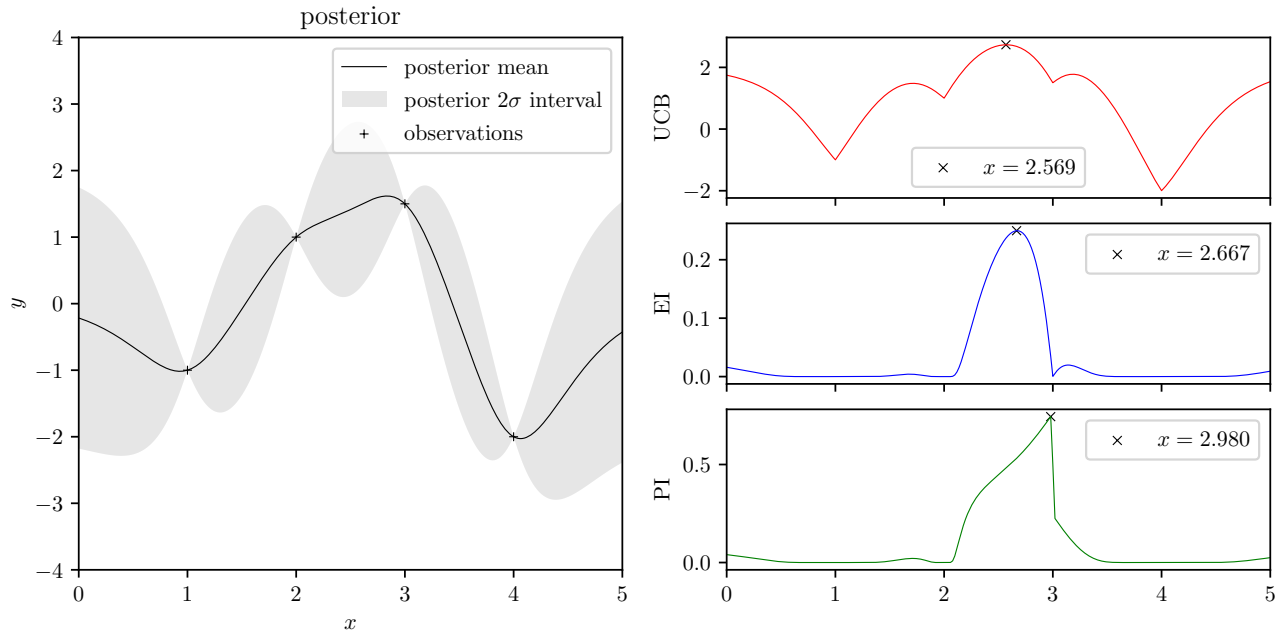 posterior
4
3
2
1
0
−1
−2
−3
−4
y
0
1
2
3
4
5
x
posterior mean
posterior 2σ interval
observations
2
0
−2
UCB
x = 2.569
0.2
0.1
0.0
EI
x = 2.667
0.5
0.0
PI
x = 2.980
0
1
2
3
4
5